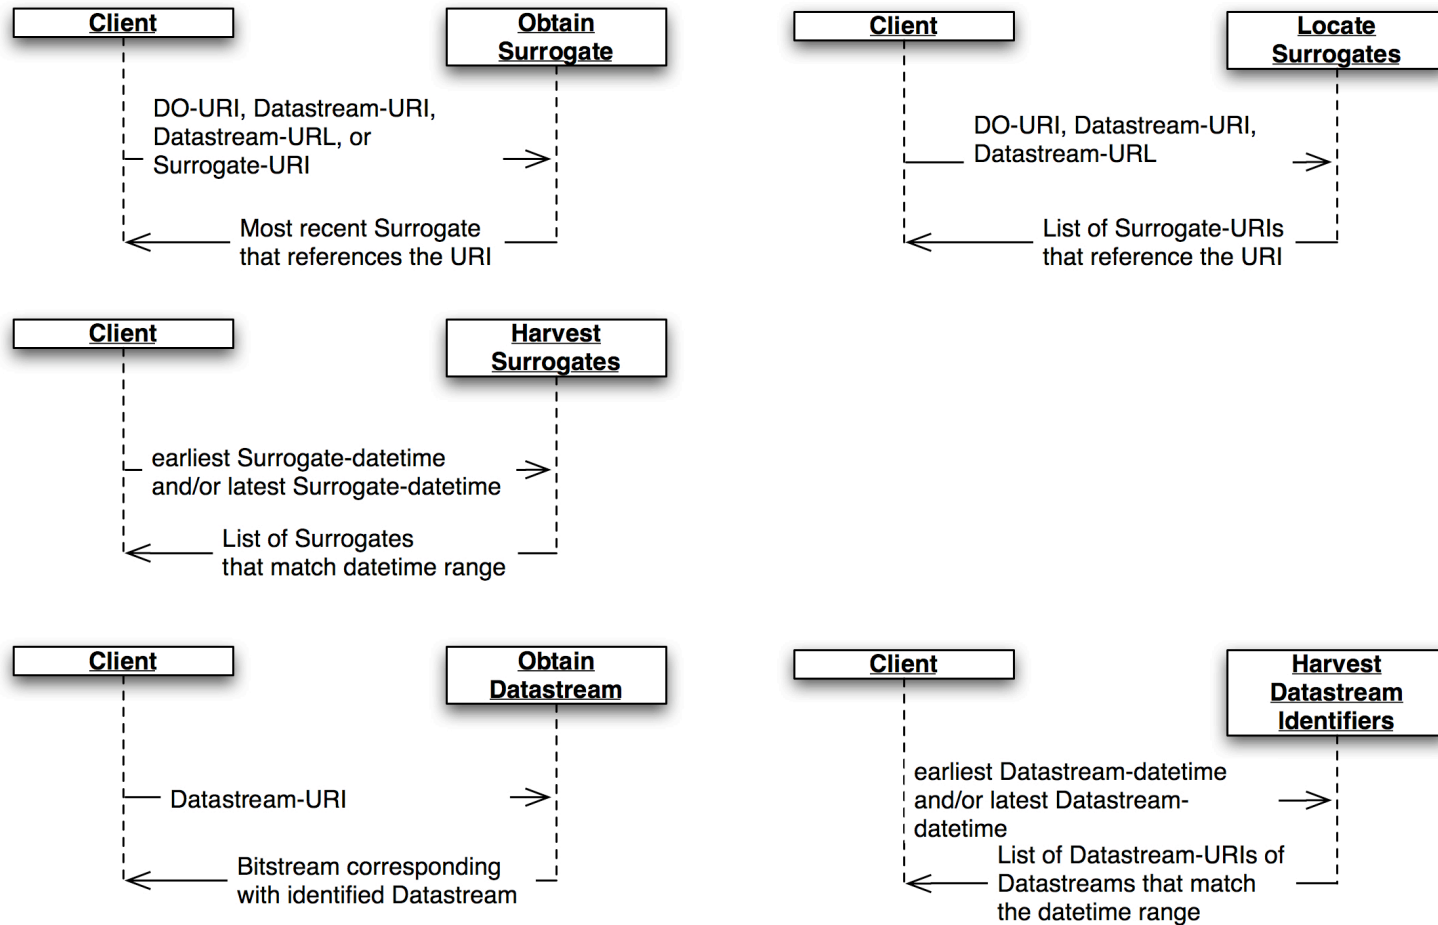 Client
Obtain
Surrogate
DO-URI, Datastream-URI,
Datastream-URL, or
Surrogate-URI
Most recent Surrogate
that references the URI
Client
Locate
Surrogates
DO-URI, Datastream-URI,
Datastream-URL
List of Surrogate-URIs
that reference the URI
Client
Harvest
Surrogates
earliest Surrogate-datetime
and/or latest Surrogate-datetime
List of Surrogates
that match datetime range
Client
Obtain
Datastream
Datastream-URI
Bitstream corresponding
with identified Datastream
Client
Harvest
Datastream
Identifiers
earliest Datastream-datetime
and/or latest Datastream-
datetime
List of Datastream-URIs of
Datastreams that match
the datetime range